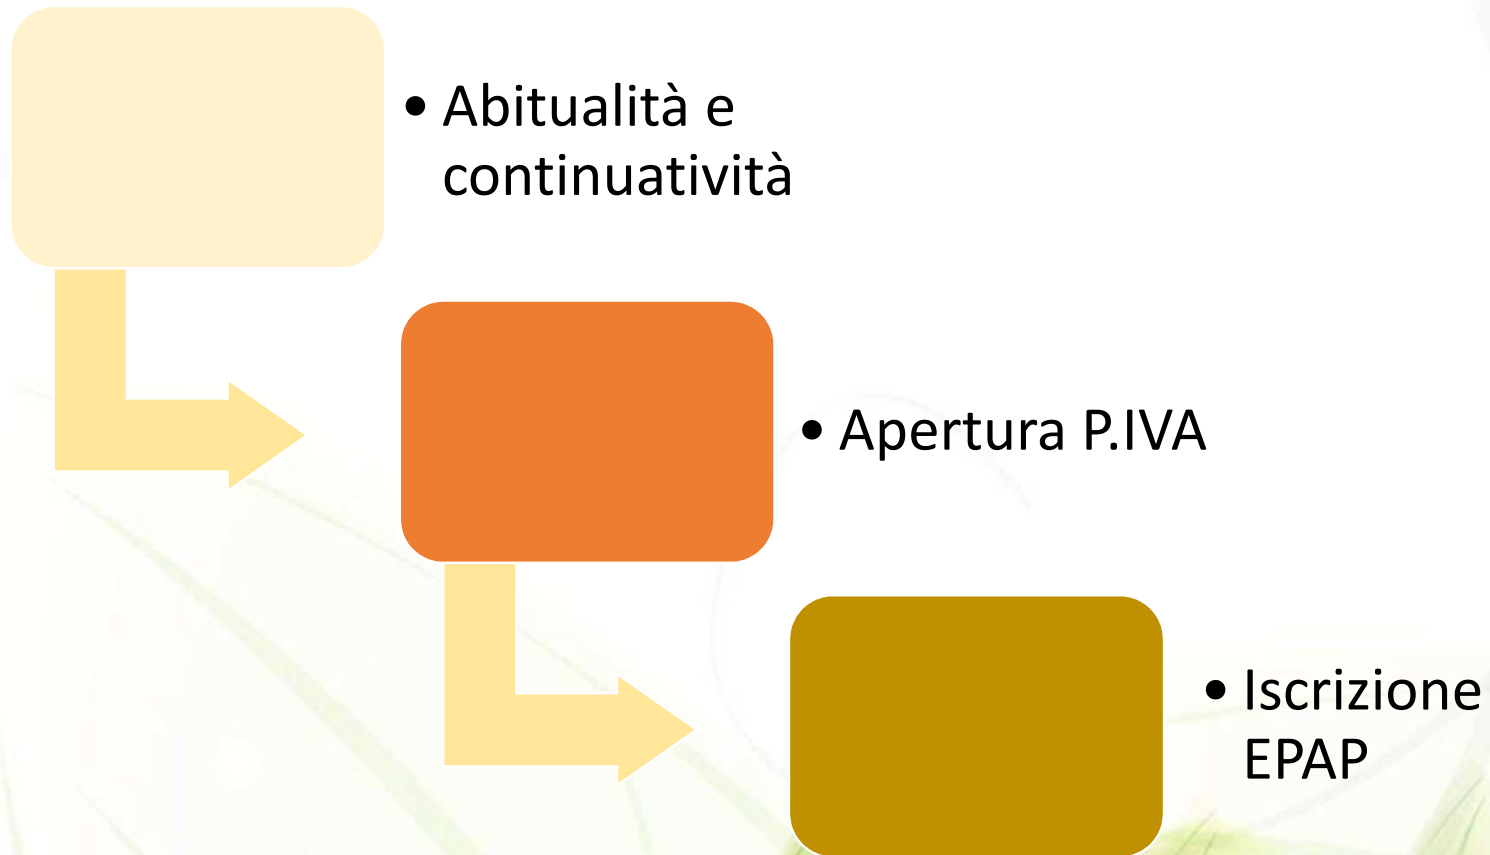 • Abitualità e
continuatività
• Apertura P.IVA
• Iscrizione
EPAP